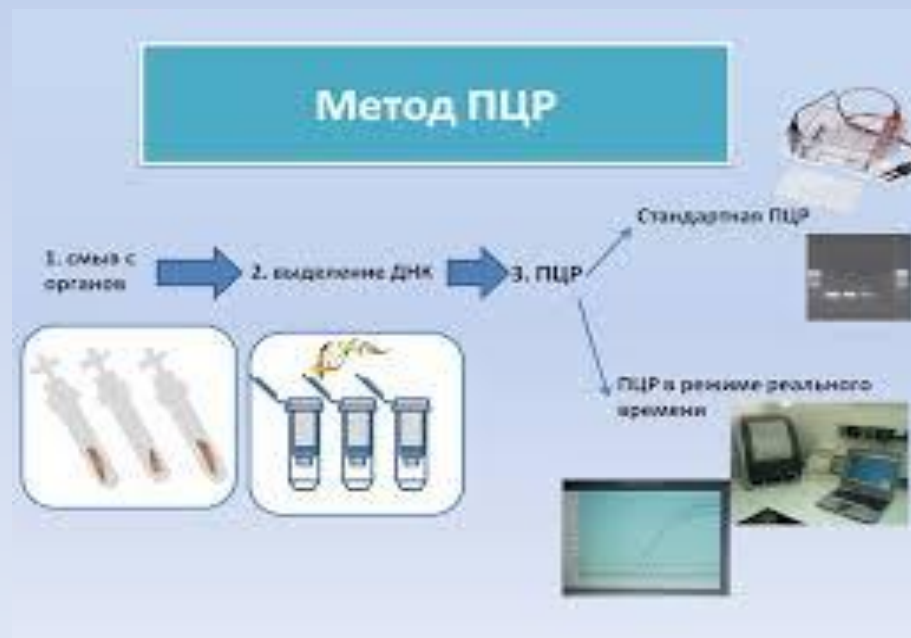 Метод ПЦР
Стандартная ПЦР
1. смыв с
органов
2. выделение ДНК
3. ПЦР
ПЦР в режиме реального
времени